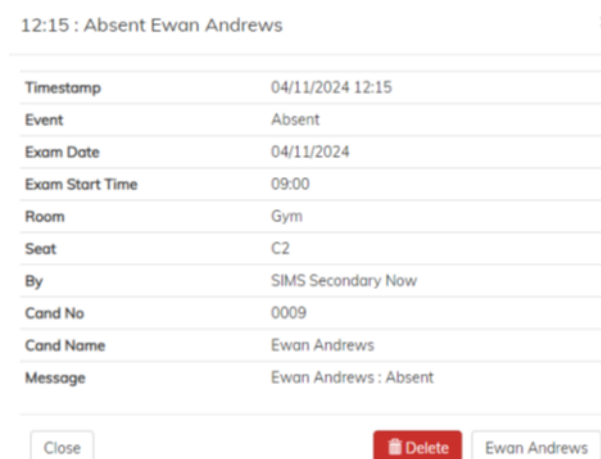 12:15 : Absent Ewan Andrews
Timestamp 04/11/2024 12:15
Event Absent
Exam Date 04/11/2024
Exam Start Time 09:00
Room Gym
Seat C2
By SIMS Secondary Now
Cand No 0009
Cand Name Ewan Andrews
Message Ewan Andrews : Absent
Close Delete Ewan Andrews